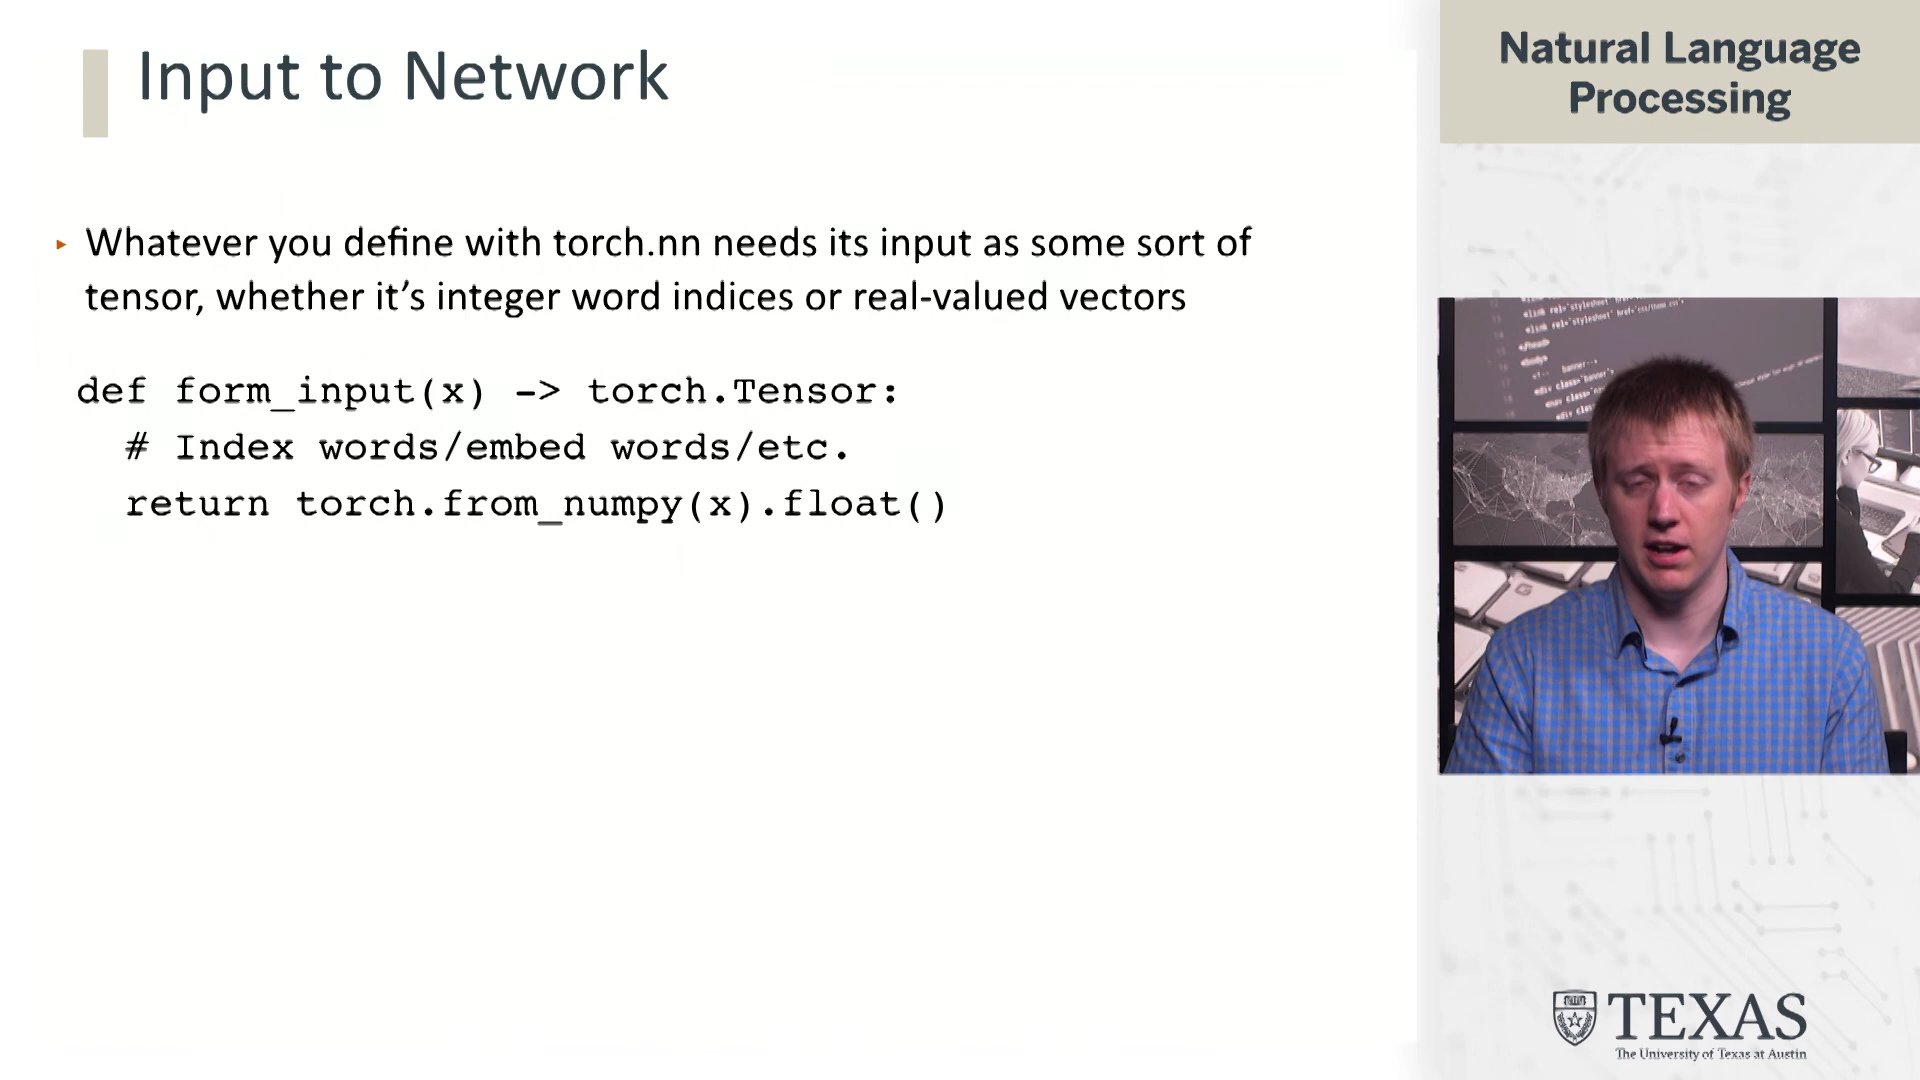 Input to Network
Natural Language
Processing
▸ Whatever you define with torch.nn needs its input as some sort of
tensor, whether it’s integer word indices or real-valued vectors
def form_input(x) -> torch.Tensor:
# Index words/embed words/etc.
return torch.from_numpy(x).float()
TEXAS
The University of Texas at Austin